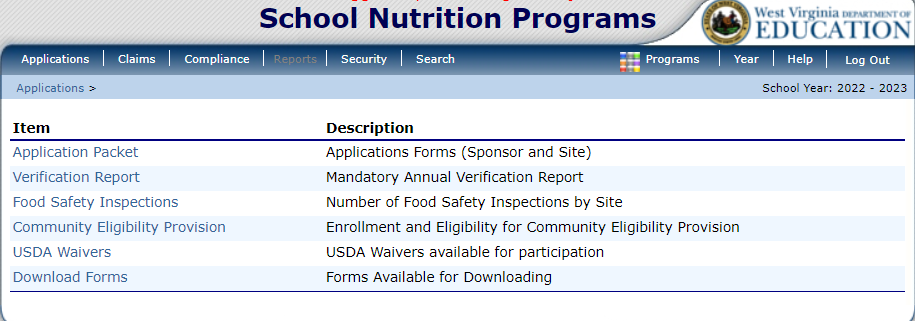 School Nutrition Programs
West Virginia DEPARTMENT OF
EDUCATION
Applications Claims Compliance Reports Security Search Programs Year Help Log Out
Applications > School Year: 2022 - 2023
Item Description
Application Packet Applications Forms (Sponsor and Site)
Verification Report Mandatory Annual Verification Report
Food Safety Inspections Number of Food Safety Inspections by Site
Community Eligibility Provision Enrollment and Eligibility for Community Eligibility Provision
USDA Waivers USDA Waivers available for participation
Download Forms Forms Available for Downloading